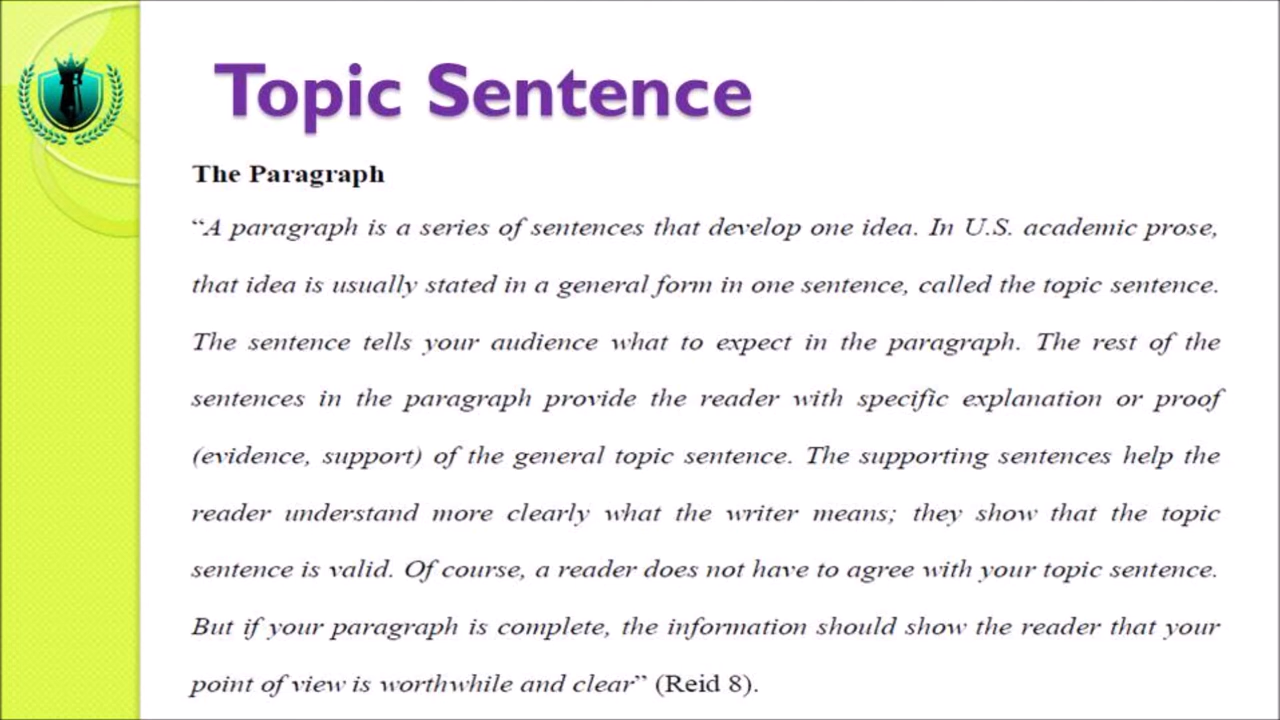 Topic Sentence
The Paragraph
“A paragraph is a series of sentences that develop one idea. In U.S. academic prose,
that idea is usually stated in a general form in one sentence, called the topic sentence.
The sentence tells your audience what to expect in the paragraph. The rest of the
sentences in the paragraph provide the reader with specific explanation or proof
(evidence, support) of the general topic sentence. The supporting sentences help the
reader understand more clearly what the writer means; they show that the topic
sentence is valid. Of course, a reader does not have to agree with your topic sentence.
But if your paragraph is complete, the information should show the reader that your
point of view is worthwhile and clear” (Reid 8).